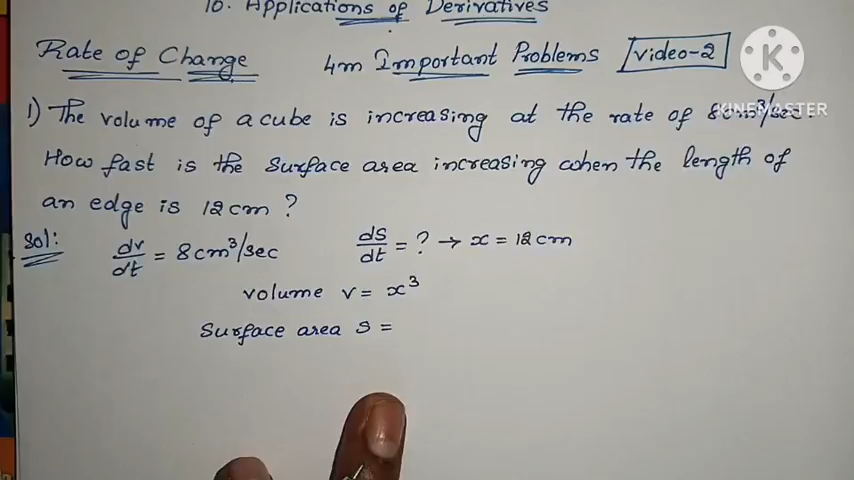 10. Applications of Derivatives
Rate of Change 4m Important Problems video-2
K
KINEMASTER
1) The volume of a cube is increasing at the rate of 8cm³/sec.
How fast is the surface area increasing when the length of
an edge is 12cm ?
Sol: dv/dt = 8cm³/sec ds/dt = ? → x = 12cm
volume v = x³
Surface area s =